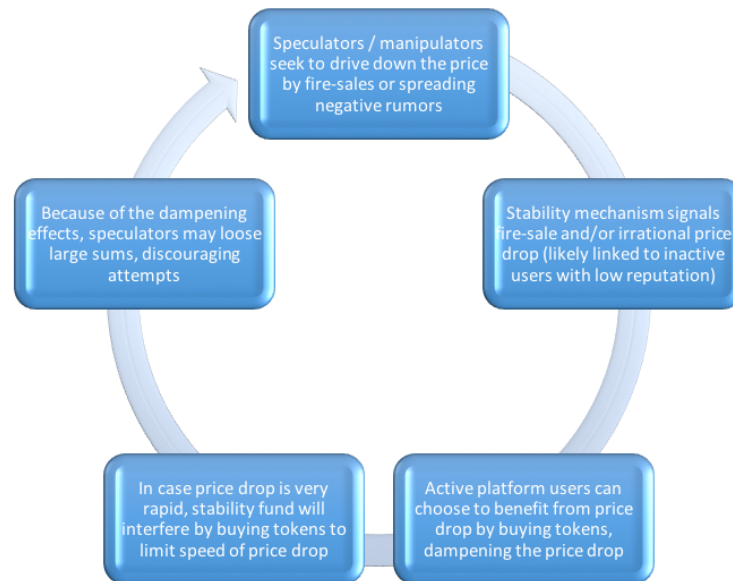 Speculators / manipulators
seek to drive down the price
by fire-sales or spreading
negative rumors
Stability mechanism signals
fire-sale and/or irrational price
drop (likely linked to inactive
users with low reputation)
Active platform users can
choose to benefit from price
drop by buying tokens,
dampening the price drop
In case price drop is very
rapid, stability fund will
interfere by buying tokens to
limit speed of price drop
Because of the dampening
effects, speculators may loose
large sums, discouraging
attempts